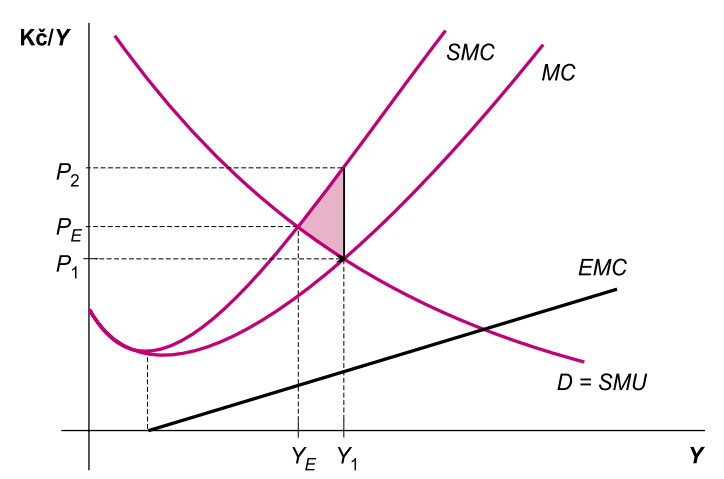 Kč/Y
SMC
MC
P2
PE
P1
EMC
D = SMU
YE
Y1
Y